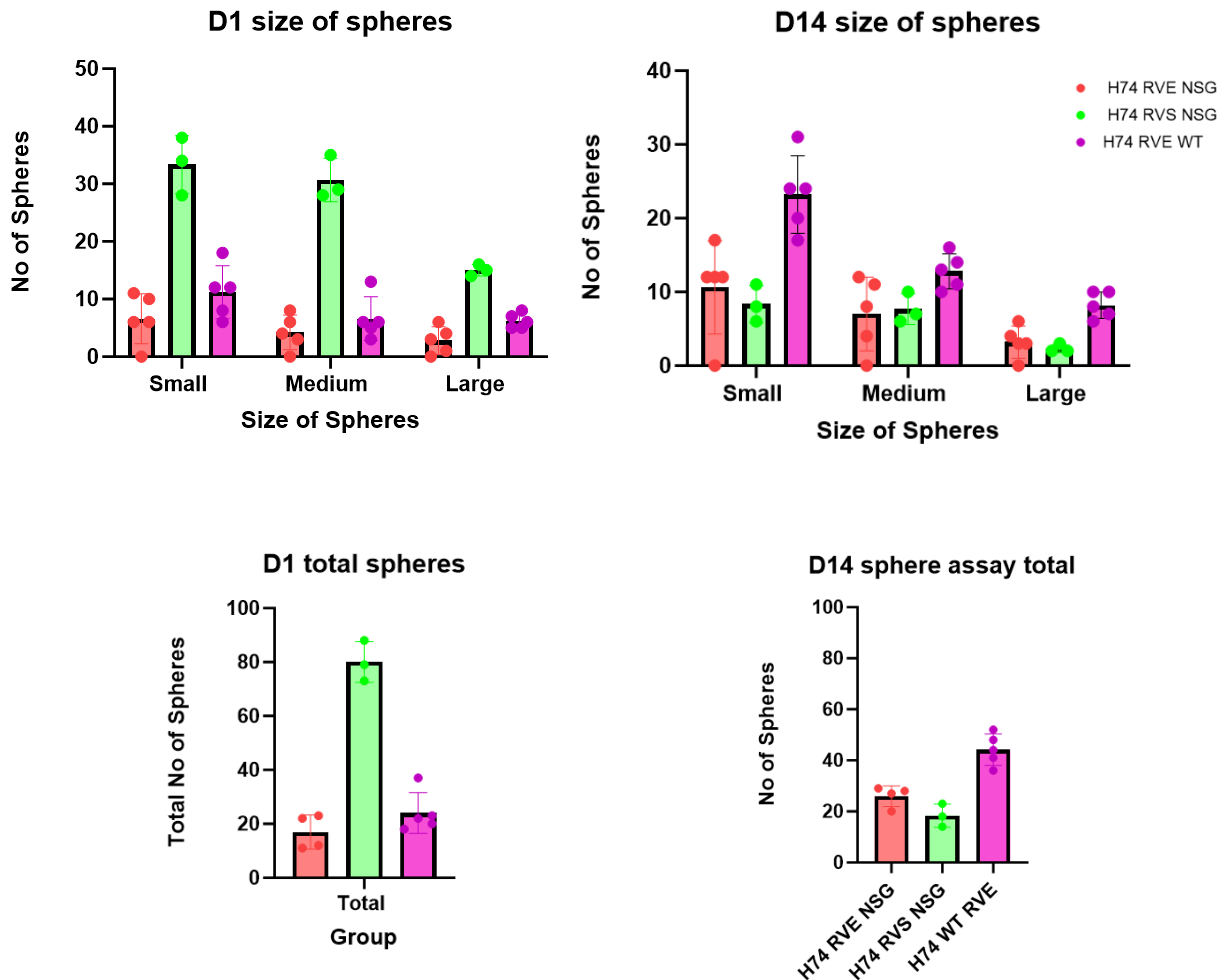 D1 size of spheres
50
40
30
20
10
0
No of Spheres
Small Medium Large
Size of Spheres
D14 size of spheres
40
30
20
10
0
No of Spheres
Small Medium Large
Size of Spheres
H74 RVE NSG
H74 RVS NSG
H74 RVE WT
D1 total spheres
100
80
60
40
20
0
Total No of Spheres
Total
Group
D14 sphere assay total
100
80
60
40
20
0
No of Spheres
H74 RVE NSG
H74 RVS NSG
H74 WT RVE